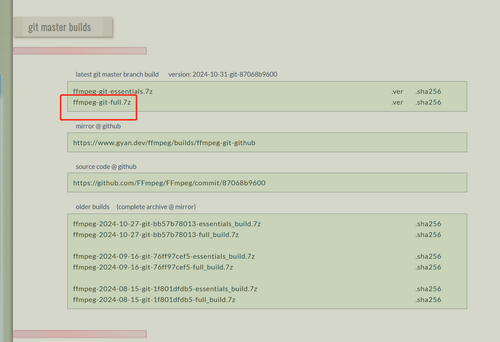 git master builds
latest git master branch build version: 2024-10-31-git-87068b9600
ffmpeg-git-essentials.7z .ver .sha256
ffmpeg-git-full.7z .ver .sha256
mirror @ github
https://www.gyan.dev/ffmpeg/builds/ffmpeg-git-github
source code @ github
https://github.com/FFmpeg/FFmpeg/commit/87068b9600
older builds (complete archive @ mirror)
ffmpeg-2024-10-27-git-bb57b78013-essentials_build.7z .sha256
ffmpeg-2024-10-27-git-bb57b78013-full_build.7z .sha256
ffmpeg-2024-09-16-git-76ff97cef5-essentials_build.7z .sha256
ffmpeg-2024-09-16-git-76ff97cef5-full_build.7z .sha256
ffmpeg-2024-08-15-git-1f801dfdb5-essentials_build.7z .sha256
ffmpeg-2024-08-15-git-1f801dfdb5-full_build.7z .sha256